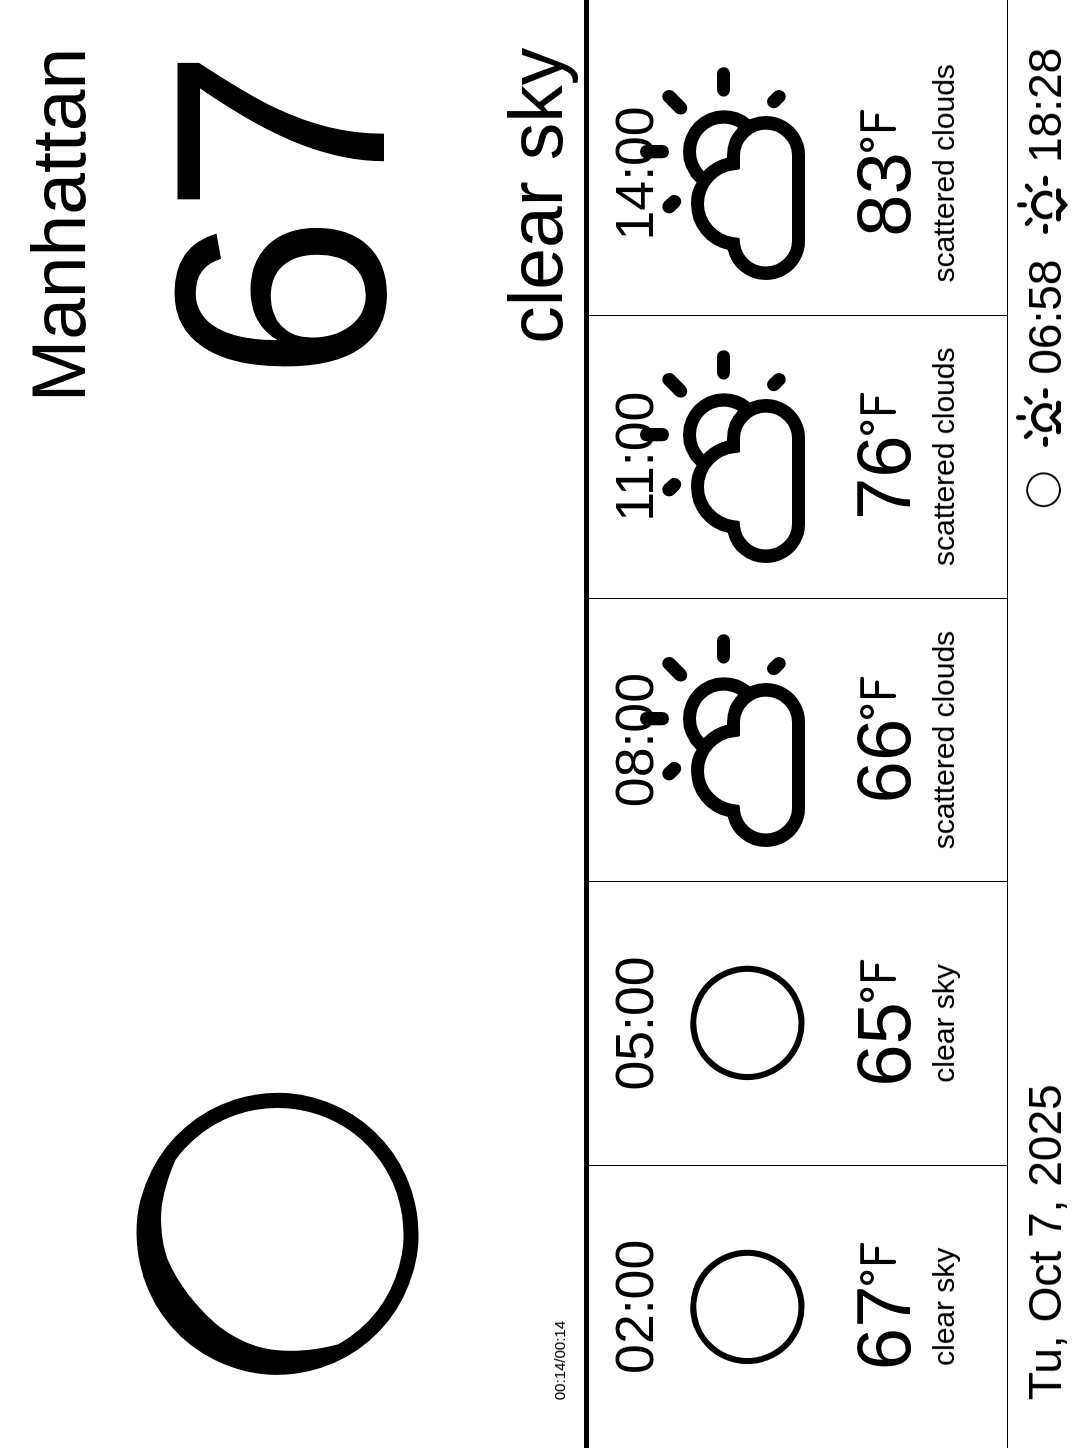 Manhattan
67
clear sky
00:14/00:14
02:00
67°F
clear sky
05:00
65°F
clear sky
08:00
66°F
scattered clouds
11:00
76°F
scattered clouds
14:00
83°F
scattered clouds
Tu, Oct 7, 2025
06:58
18:28